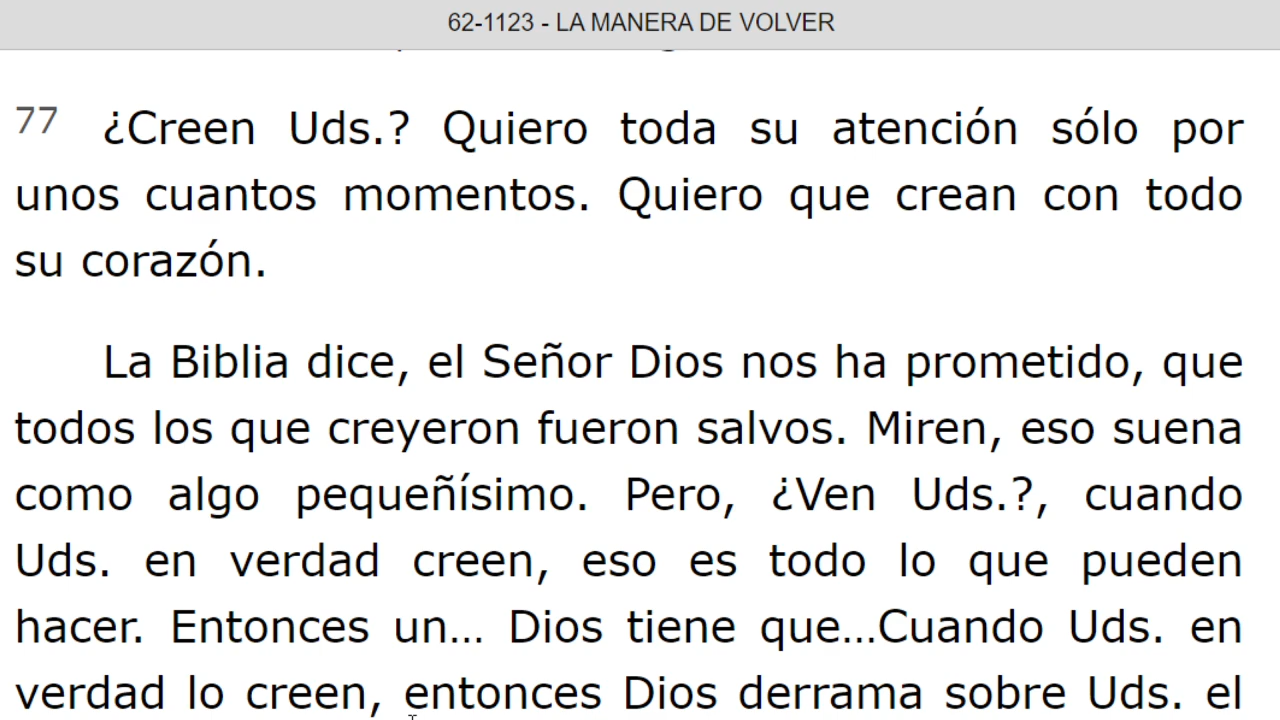 62-1123 - LA MANERA DE VOLVER
77 ¿Creen Uds.? Quiero toda su atención sólo por
unos cuantos momentos. Quiero que crean con todo
su corazón.
La Biblia dice, el Señor Dios nos ha prometido, que
todos los que creyeron fueron salvos. Miren, eso suena
como algo pequeñísimo. Pero, ¿Ven Uds.?, cuando
Uds. en verdad creen, eso es todo lo que pueden
hacer. Entonces un... Dios tiene que...Cuando Uds. en
verdad lo creen, entonces Dios derrama sobre Uds. el